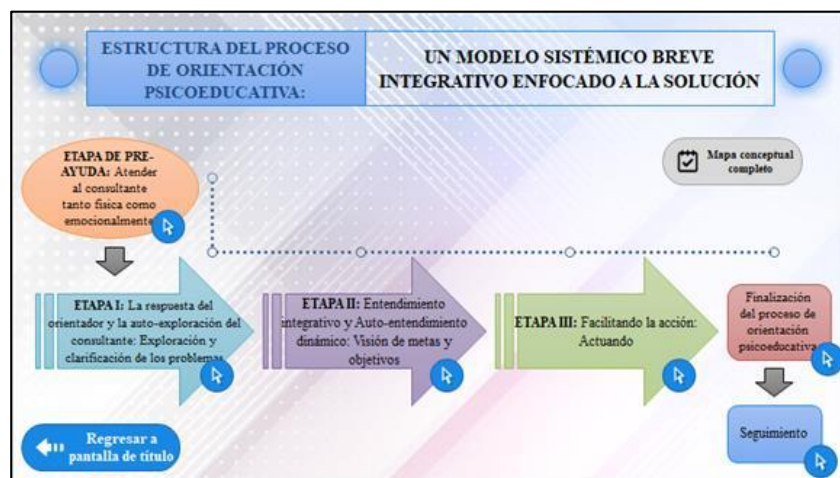 ESTRUCTURA DEL PROCESO
DE ORIENTACIÓN
PSICOEDUCATIVA:
UN MODELO SISTÉMICO BREVE
INTEGRATIVO ENFOCADO A LA SOLUCIÓN
ETAPA DE PRE-
AYUDA: Atender
al consultante
tanto física como
emocionalmente
Mapa conceptual
completo
ETAPA I: La respuesta del
orientador y la auto-exploración del
consultante: Exploración y
clarificación de los problemas
ETAPA II: Entendimiento
integrativo y Auto-entendimiento
dinámico: Visión de metas y
objetivos
ETAPA III: Facilitando la acción:
Actuando
Finalización
del proceso de
orientación
psicoeducativa
Seguimiento
Regresar a
pantalla de título